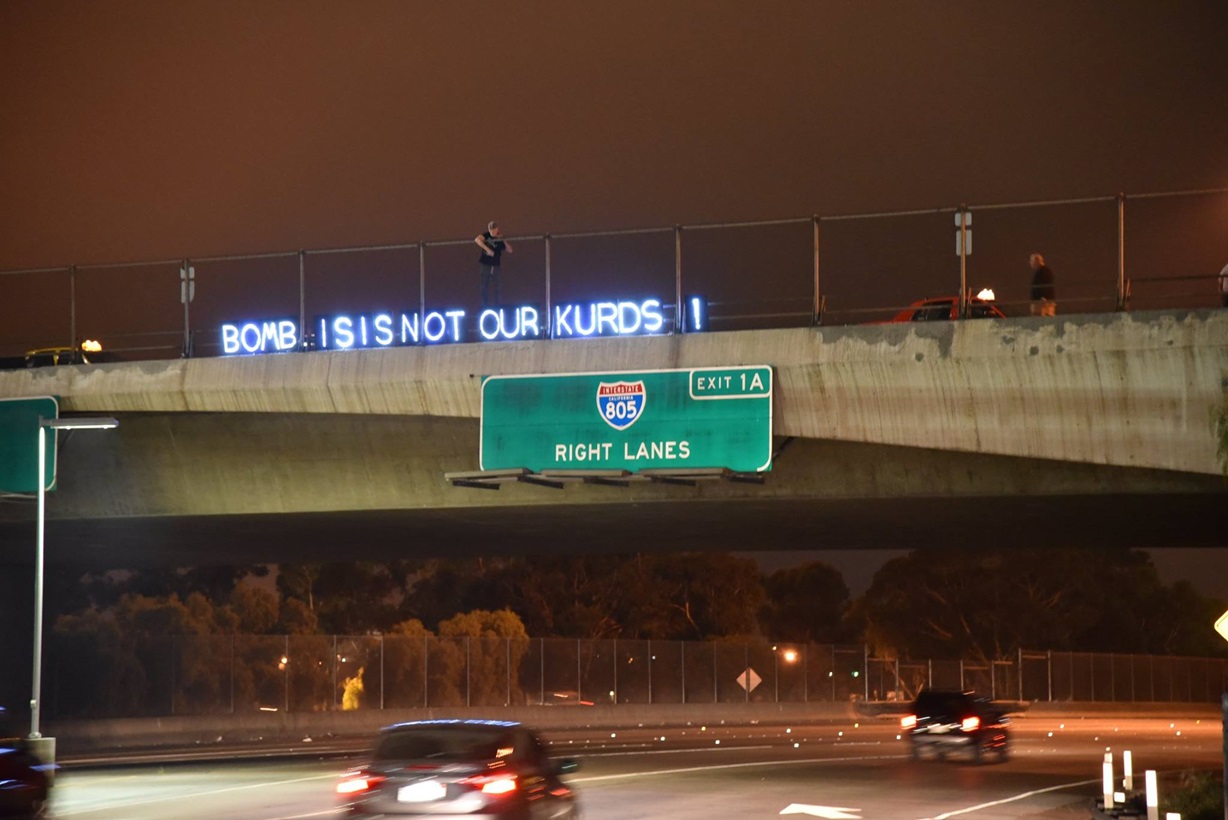 BOMB ISIS NOT OUR KURDS !
EXIT 1A
INTERSTATE
CALIFORNIA
805
RIGHT LANES